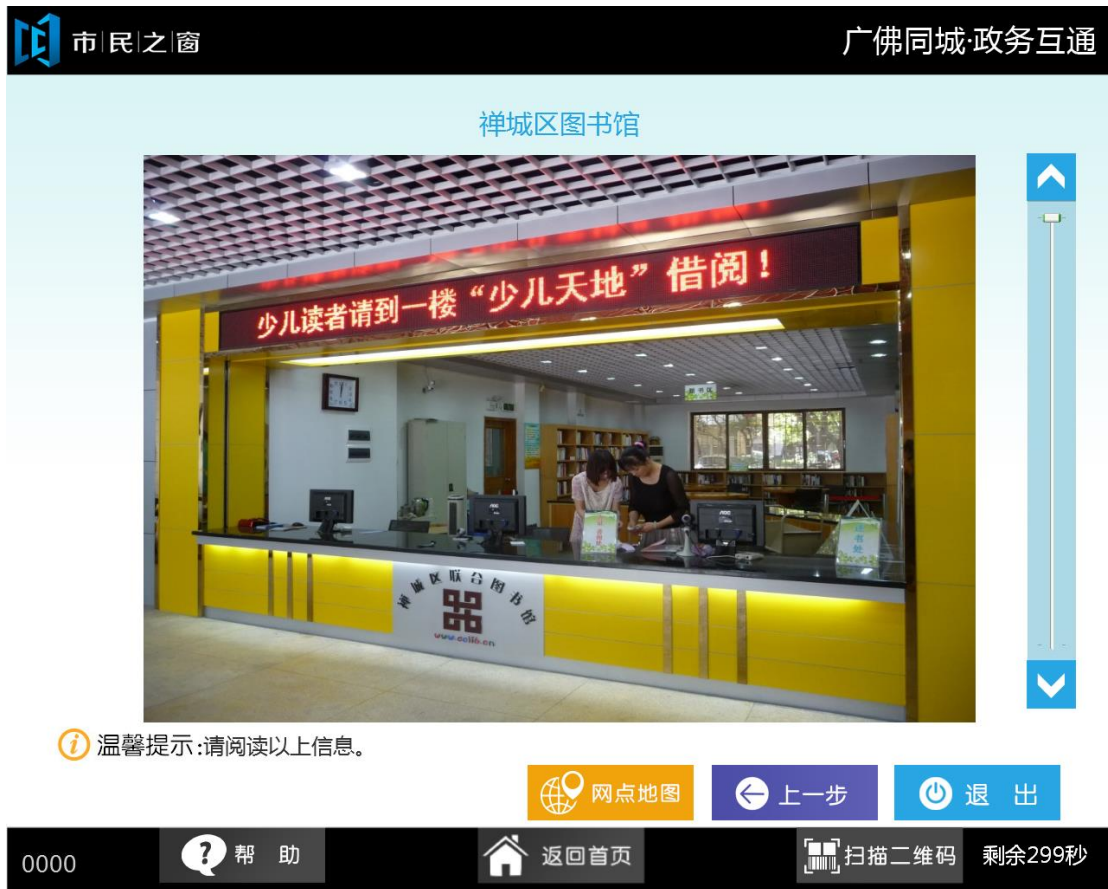 市民之窗
广佛同城·政务互通
禅城区图书馆
少儿读者请到一楼“少儿天地”借阅!
还书处
禅城区联合图书馆
温馨提示:请阅读以上信息。
网点地图
上一步
退 出
0000
帮 助
返回首页
扫描二维码
剩余299秒